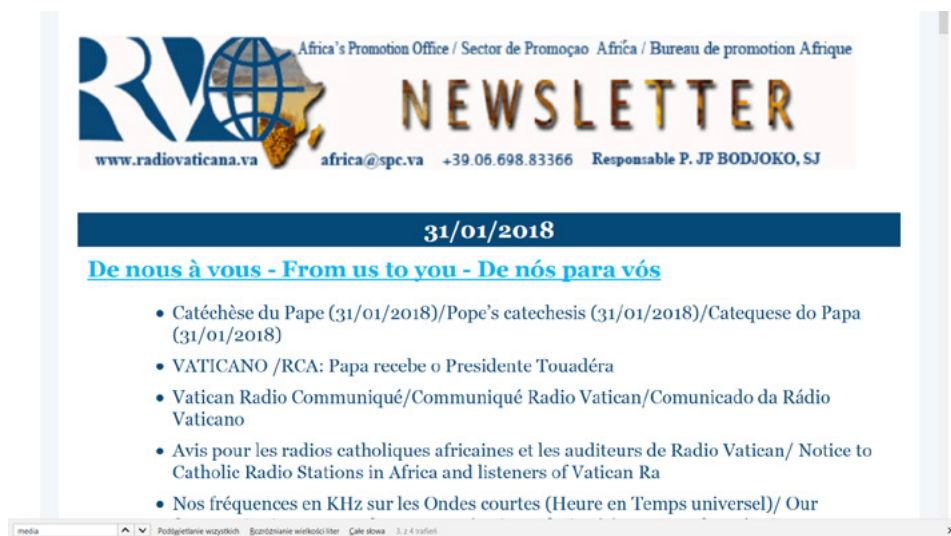 RV
Africa's Promotion Office / Sector de Promoçao Africa / Bureau de promotion Afrique
NEWSLETTER
www.radiovaticana.va africa@spc.va +39.06.698.83366 Responsable P. JP BODJOKO, SJ
31/01/2018
De nous à vous - From us to you - De nós para vós
• Catéchèse du Pape (31/01/2018)/Pope's catechesis (31/01/2018)/Catequese do Papa
(31/01/2018)
• VATICANO /RCA: Papa recebe o Presidente Touadéra
• Vatican Radio Communiqué/Communiqué Radio Vatican/Comunicado da Rádio
Vaticano
• Avis pour les radios catholiques africaines et les auditeurs de Radio Vatican/ Notice to
Catholic Radio Stations in Africa and listeners of Vatican Ra
• Nos fréquences en KHz sur les Ondes courtes (Heure en Temps universel)/ Our
media Podświetlanie wszystkich Rozróżnianie wielkości liter Całe słowa 3. z 4 trafień